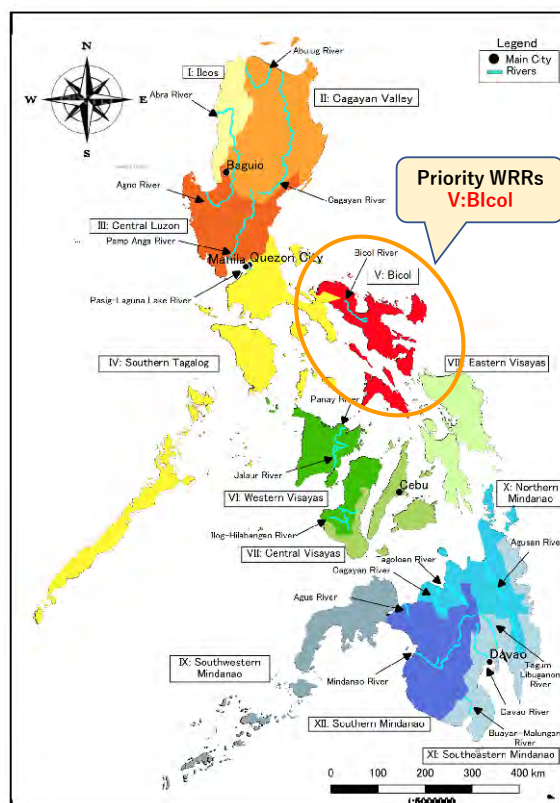 N
W
E
S
Legend
Main City
Rivers
Abulug River
I: Ilcos
Abra River
II: Cagayan Valley
Baguio
Agno River
Cagayan River
III: Central Luzon
Pamp Anga River
Manila
Quezon City
Pasig-Laguna Lake River
Priority WRRs
V:BIcol
Bicol River
V: Bicol
IV: Southern Tagalog
VIII: Eastern Visayas
Panay River
Jalaur River
VI: Western Visayas
Cebu
X: Northern
Mindanao
Ilog-Hilabangan River
VII: Central Visayas
Tagoloan River
Cagayan River
Agusan River
Agus River
IX: Southwestern
Mindanao
Mindanao River
Davao
Tagum
Libuganon
River
Davao River
XII: Southern Mindanao
Buayan-Malungan
River
XI: Southeastern Mindanao
0 100 200 300 400 km
1:5000000